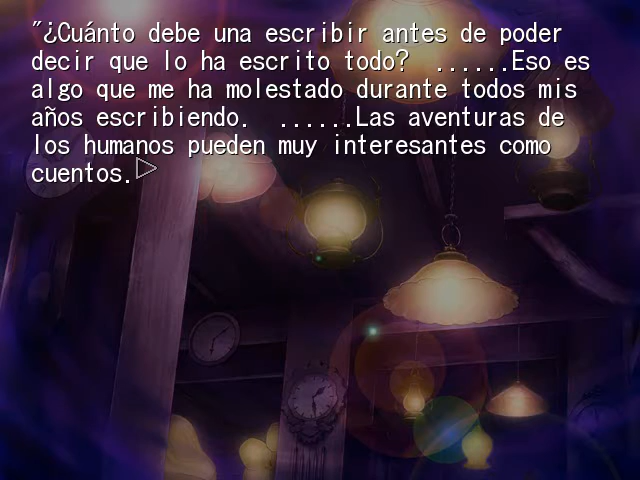 "¿Cuánto debe una escribir antes de poder
decir que lo ha escrito todo?  ......Eso es
algo que me ha molestado durante todos mis
años escribiendo.  ......Las aventuras de
los humanos pueden muy interesantes como
cuentos.